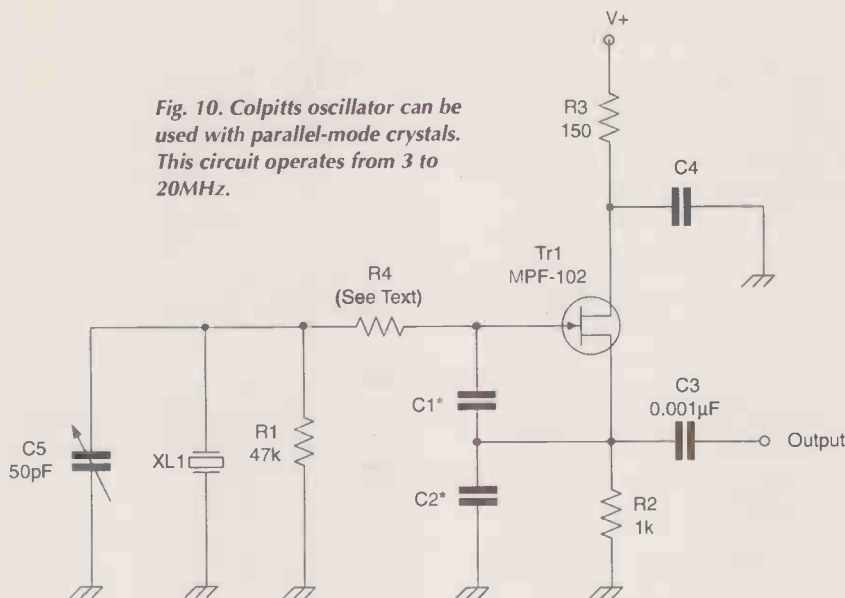 V+
Fig. 10. Colpitts oscillator can be
used with parallel-mode crystals.
This circuit operates from 3 to
20MHz.
R3
150
C4
Tr1
MPF-102
R4
(See Text)
C1*
C3
0.001µF
Output
C5
50pF
XL1
R1
47k
C2*
R2
1k